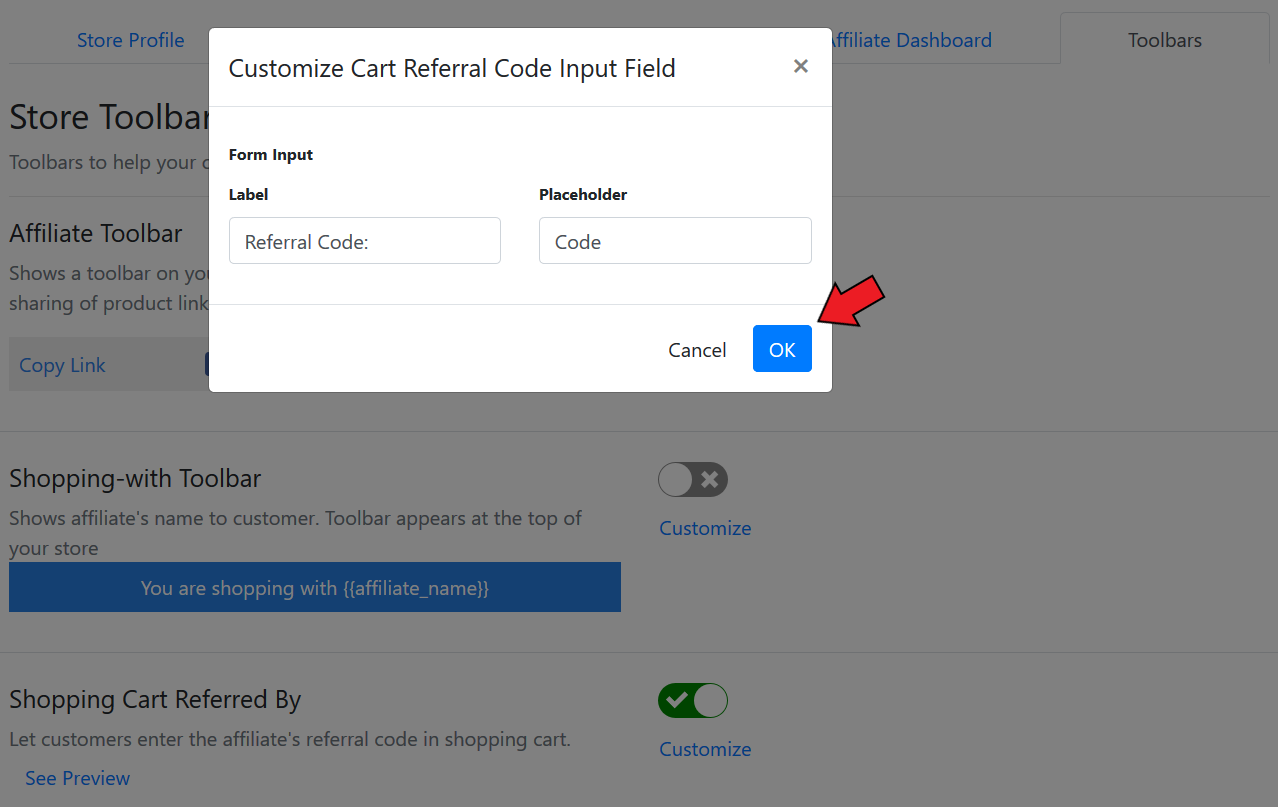 Store Profile
Affiliate Dashboard
Toolbars
Customize Cart Referral Code Input Field
×
Store Toolbar
Toolbars to help your
Form Input
Label
Placeholder
Referral Code:
Code
Affiliate Toolbar
Shows a toolbar on you
sharing of product link
Copy Link
Cancel
OK
Shopping-with Toolbar
Shows affiliate's name to customer. Toolbar appears at the top of
your store
Customize
You are shopping with {{affiliate_name}}
Shopping Cart Referred By
Let customers enter the affiliate's referral code in shopping cart.
Customize
See Preview